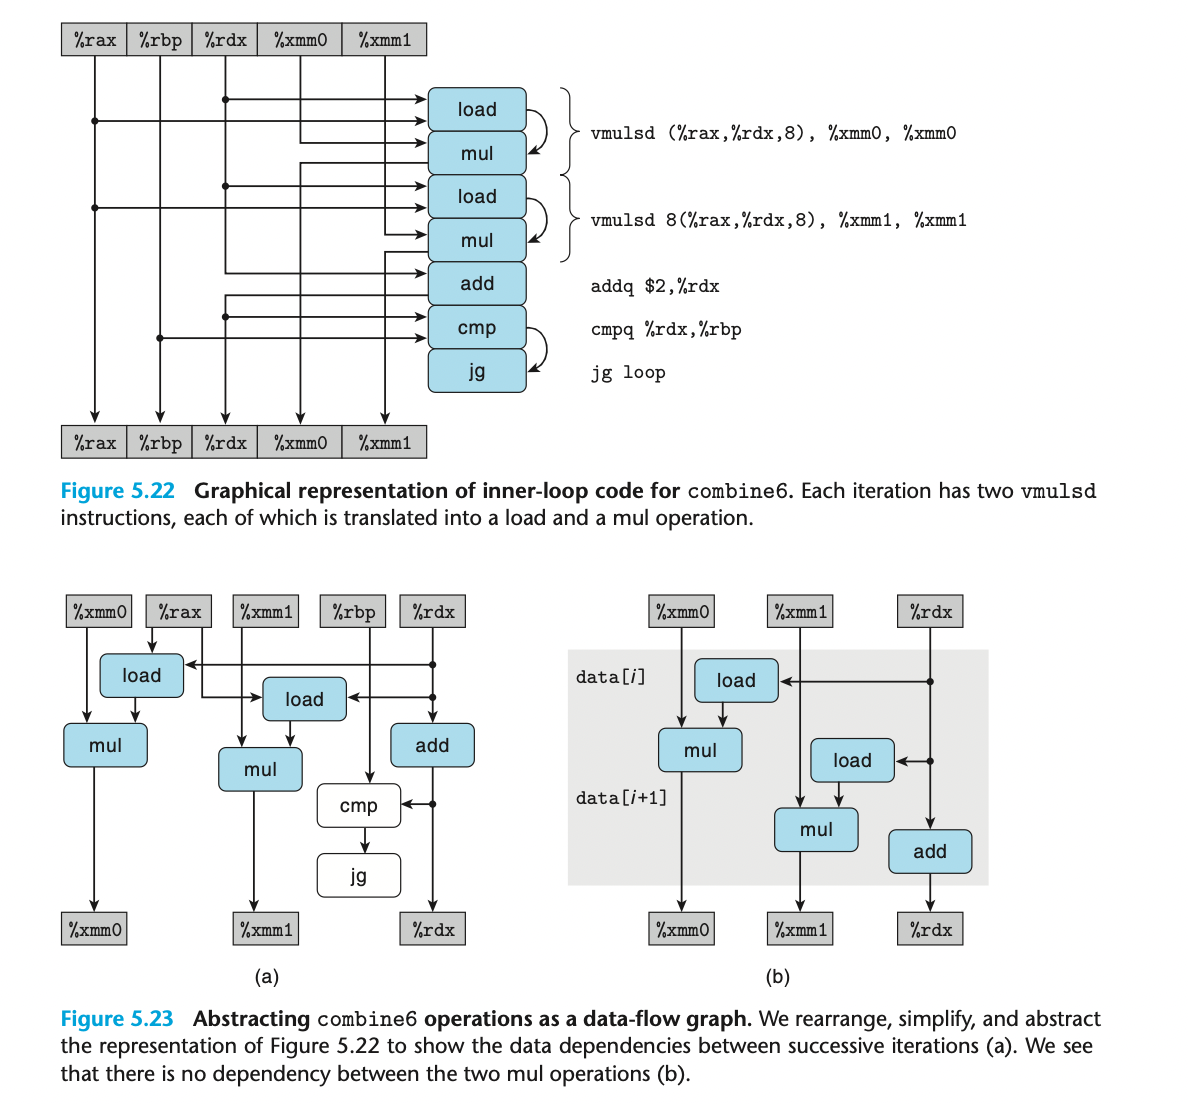 %rax %rbp %rdx %xmm0 %xmm1
load
mul
vmulsd (%rax,%rdx,8), %xmm0, %xmm0
load
mul
vmulsd 8(%rax,%rdx,8), %xmm1, %xmm1
add
addq $2,%rdx
cmp
cmpq %rdx,%rbp
jg
jg loop
%rax %rbp %rdx %xmm0 %xmm1
Figure 5.22 Graphical representation of inner-loop code for combine6. Each iteration has two vmulsd
instructions, each of which is translated into a load and a mul operation.
%xmm0 %rax %xmm1 %rbp %rdx
load
load
mul
mul
add
cmp
jg
%xmm0 %xmm1 %rdx
(a)
%xmm0 %xmm1 %rdx
data[i]
load
mul
load
data[i+1]
mul
add
%xmm0 %xmm1 %rdx
(b)
Figure 5.23 Abstracting combine6 operations as a data-flow graph. We rearrange, simplify, and abstract
the representation of Figure 5.22 to show the data dependencies between successive iterations (a). We see
that there is no dependency between the two mul operations (b).